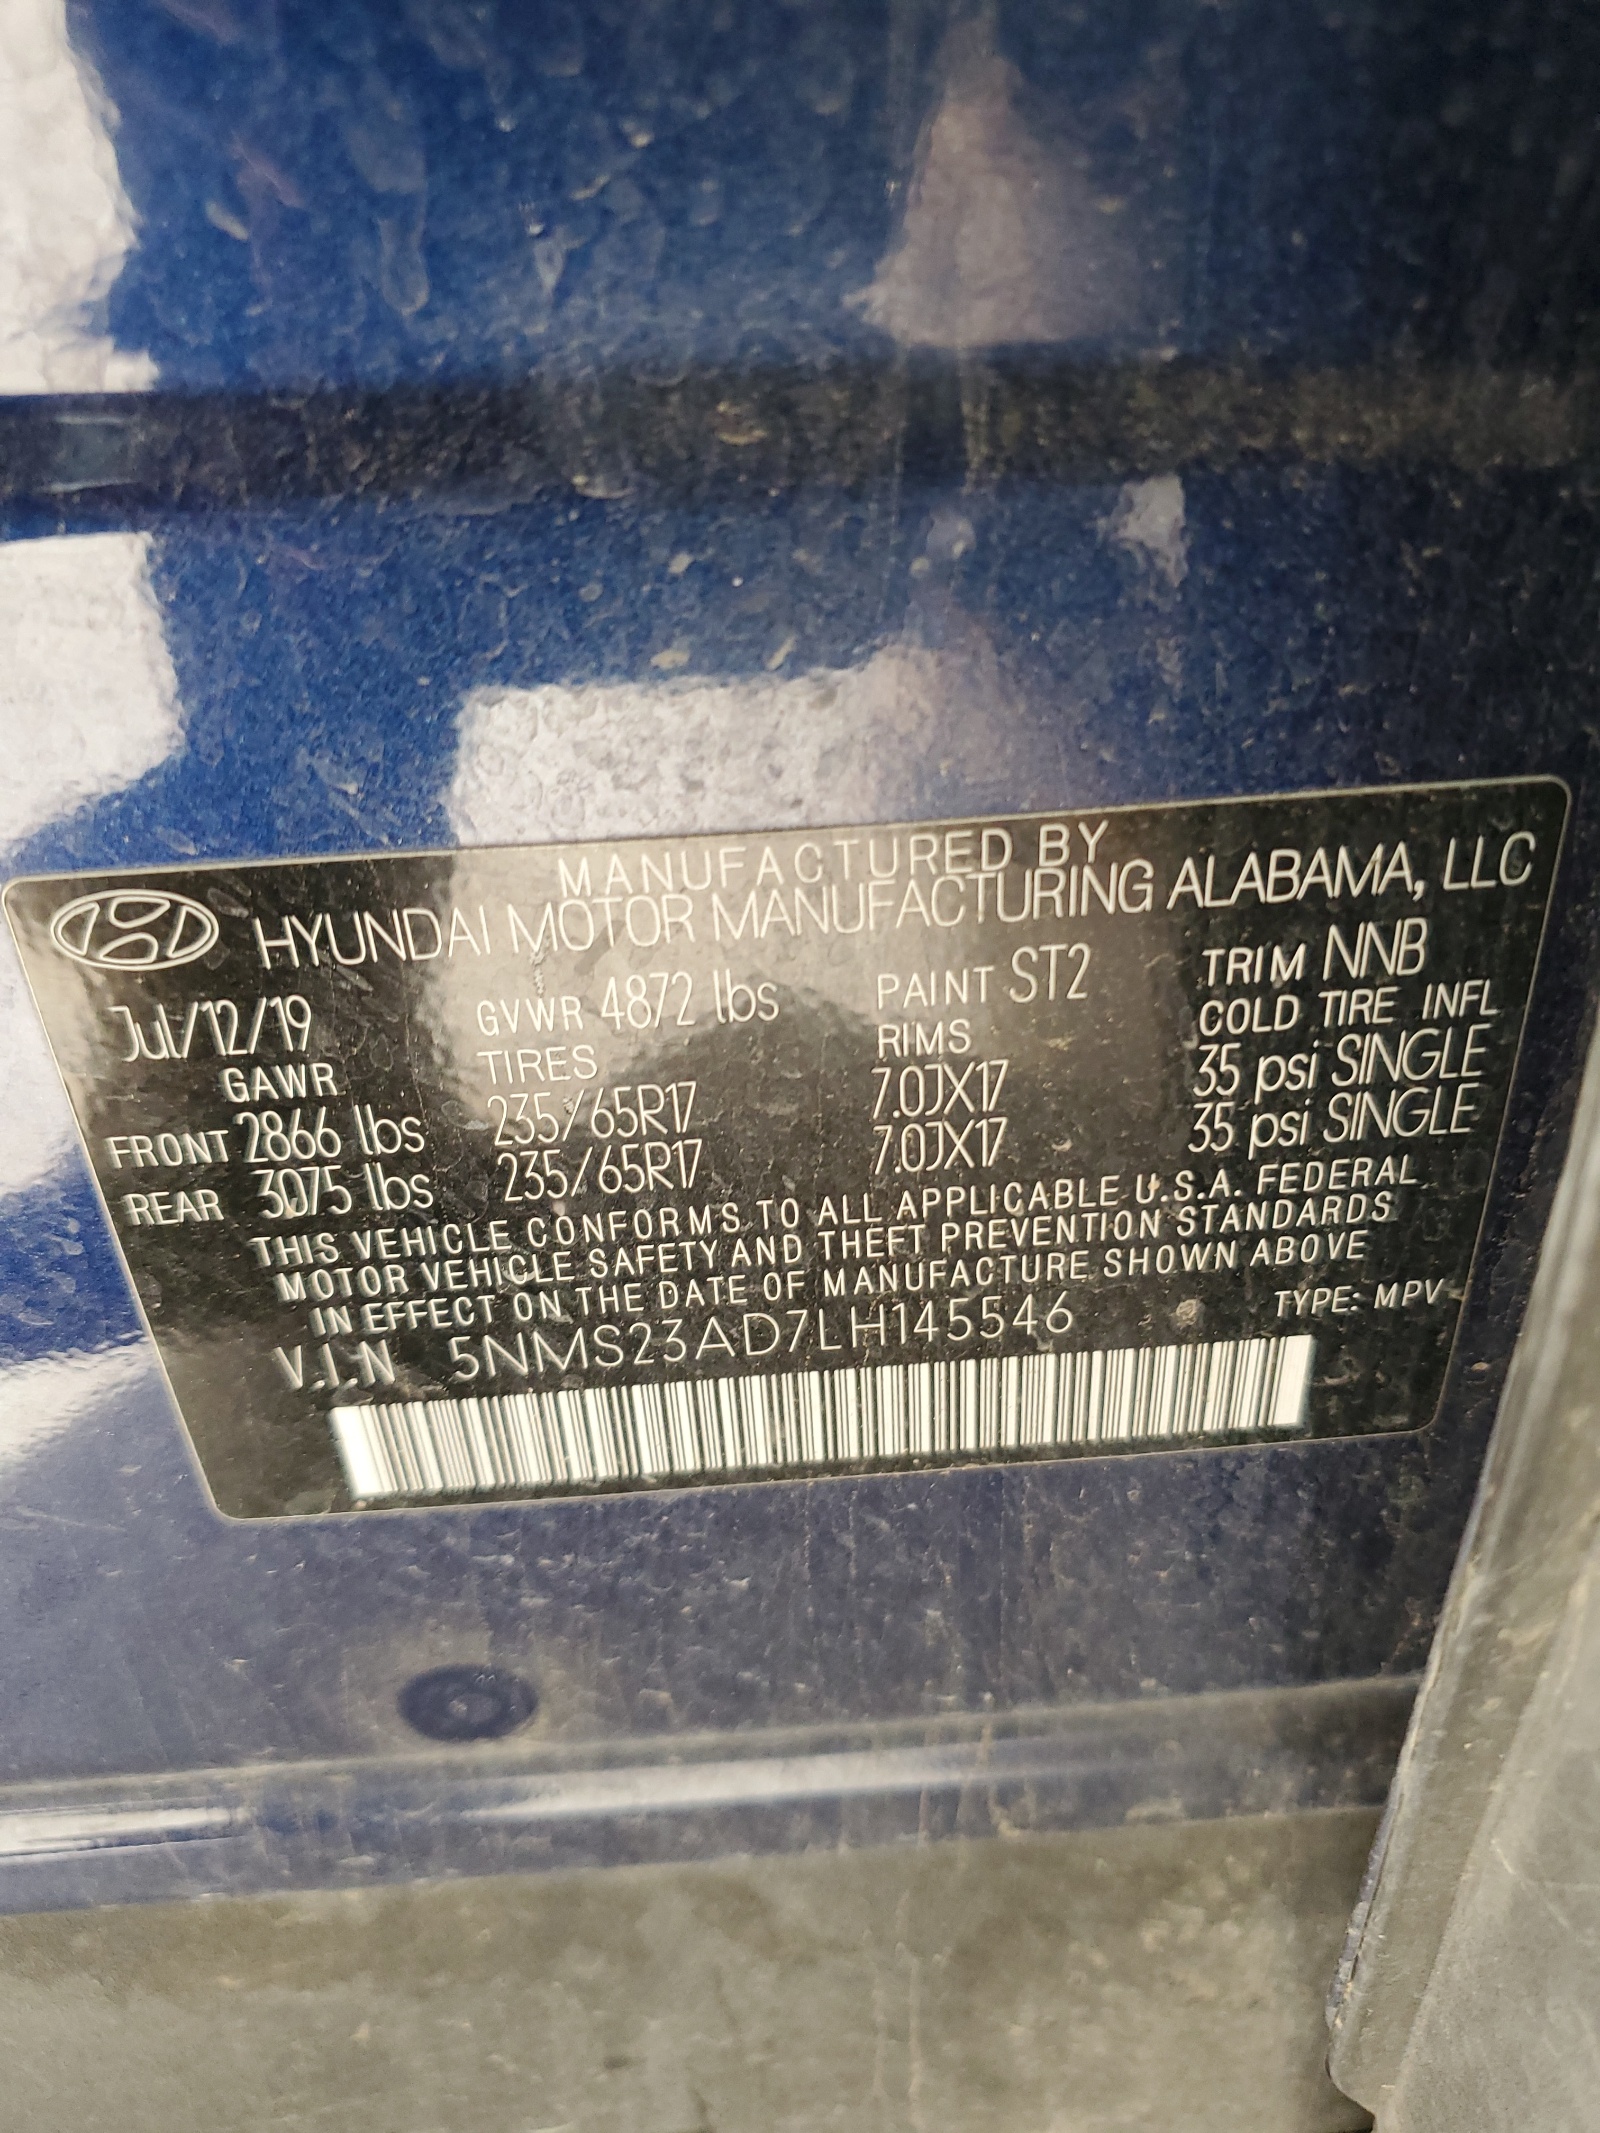 MANUFACTURED BY
HYUNDAI MOTOR MANUFACTURING ALABAMA, LLC
Jul/12/19 GVWR 4872 lbs PAINT ST2 TRIM NNB
GAWR TIRES RIMS COLD TIRE INFL
FRONT 2866 lbs 235/65R17 7.0JX17 35 psi SINGLE
REAR 3075 lbs 235/65R17 7.0JX17 35 psi SINGLE
THIS VEHICLE CONFORMS TO ALL APPLICABLE U.S.A. FEDERAL
MOTOR VEHICLE SAFETY AND THEFT PREVENTION STANDARDS
IN EFFECT ON THE DATE OF MANUFACTURE SHOWN ABOVE
V.I.N 5NMS23AD7LH145546 TYPE: MPV